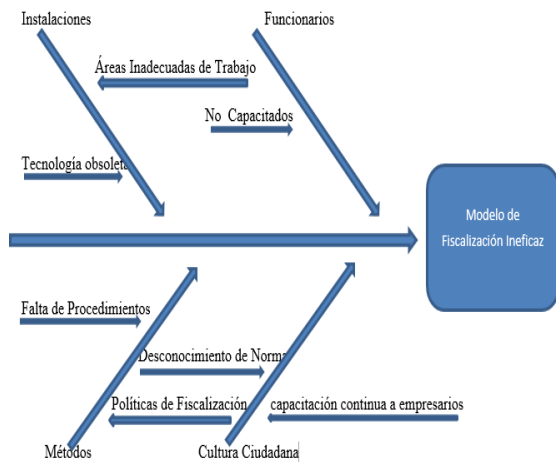 Instalaciones
Funcionarios
Áreas Inadecuadas de Trabajo
No Capacitados
Tecnología obsoleta
Modelo de
Fiscalización Ineficaz
Falta de Procedimientos
Desconocimiento de Norma
Políticas de Fiscalización
capacitación continua a empresarios
Métodos
Cultura Ciudadana